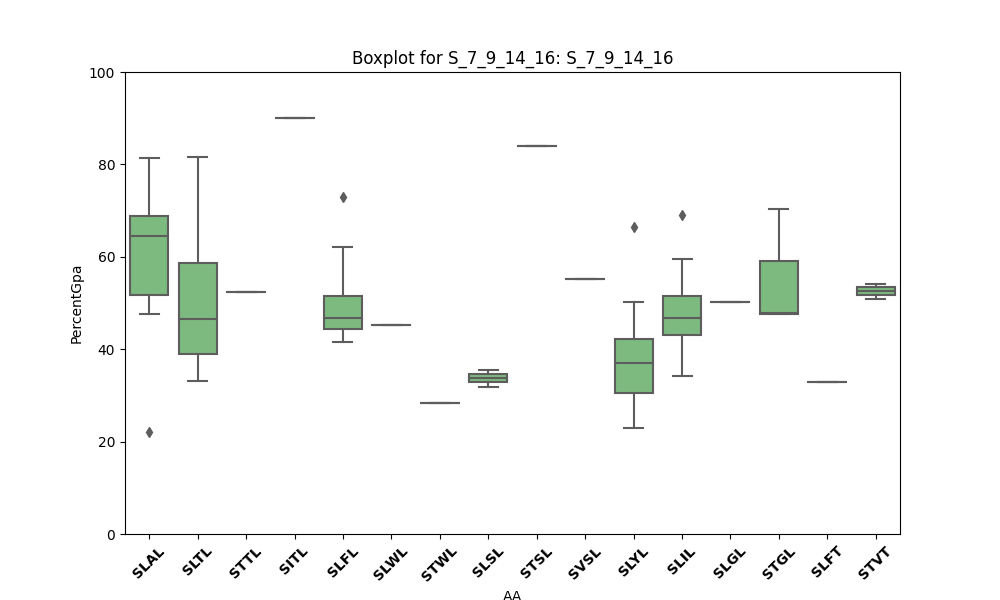 Boxplot for S_7_9_14_16: S_7_9_14_16
100
80
60
40
20
0
PercentGpa
SLAL
SLTL
STTL
SITL
SLFL
SLWL
STWL
SLSL
STSL
SVSL
SLYL
SLIL
SLGL
STGL
SLFT
STVT
AA